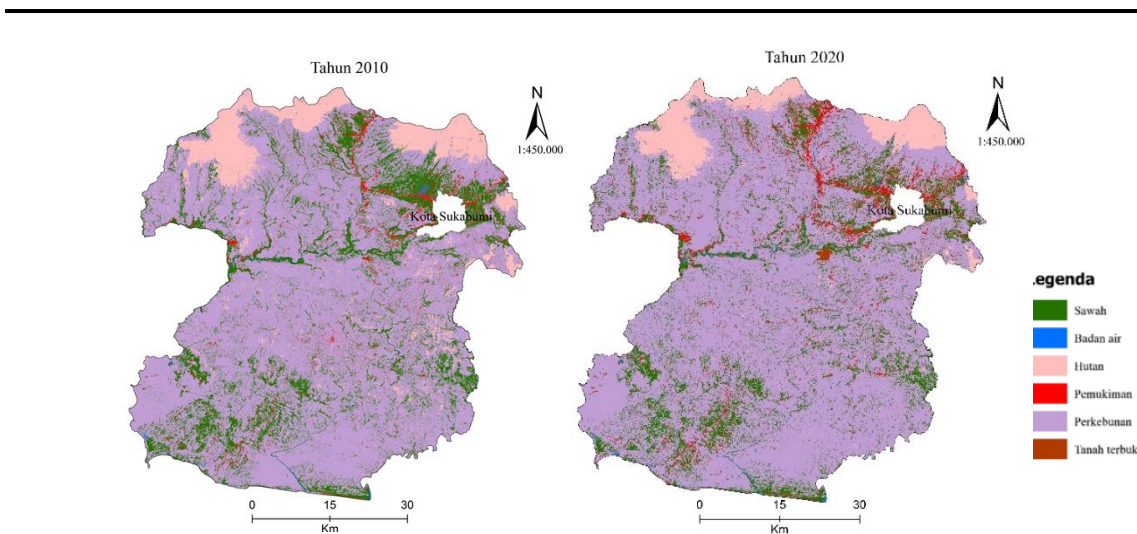 Tahun 2010
N
1:450.000
Kota Sukabumi
0 15 30
Km
Tahun 2020
N
1:450.000
Kota Sukabumi
0 15 30
Km
.egenda
Sawah
Badan air
Hutan
Pemukiman
Perkebunan
Tanah terbuk